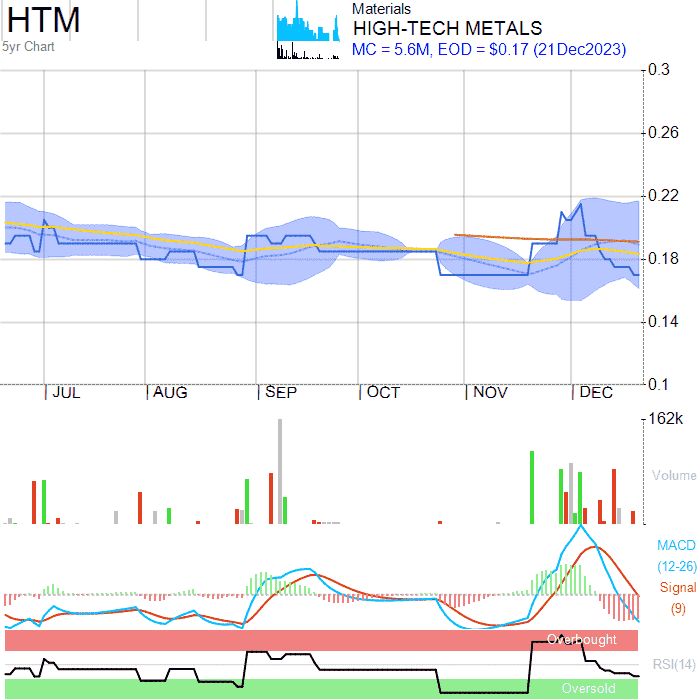 HTM
5yr Chart
Materials
HIGH-TECH METALS
MC = 5.6M, EOD = $0.17 (21Dec2023)
0.3
0.26
0.22
0.18
0.14
0.1
JUL AUG SEP OCT NOV DEC
162k
Volume
MACD
(12-26)
Signal
(9)
Overbought
RSI(14)
Oversold